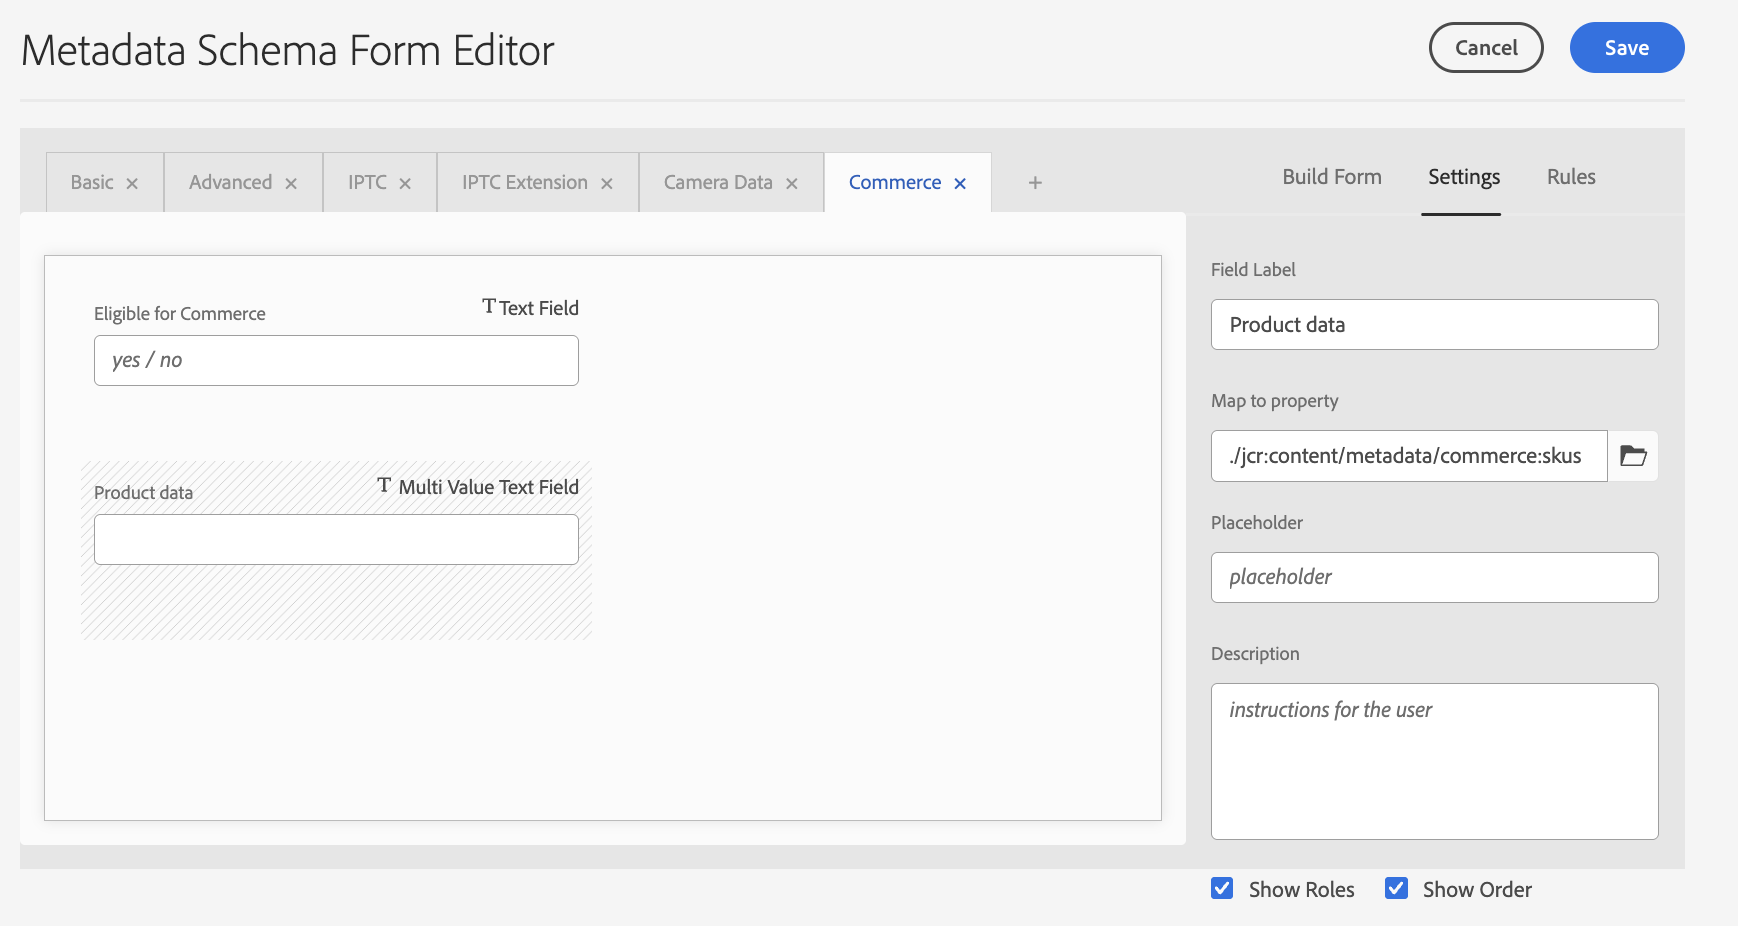 Metadata Schema Form Editor
Cancel
Save
Basic
Advanced
IPTC
IPTC Extension
Camera Data
Commerce
Build Form
Settings
Rules
Eligible for Commerce
T Text Field
yes / no
Product data
T Multi Value Text Field
Field Label
Product data
Map to property
./jcr:content/metadata/commerce:skus
Placeholder
placeholder
Description
instructions for the user
Show Roles
Show Order